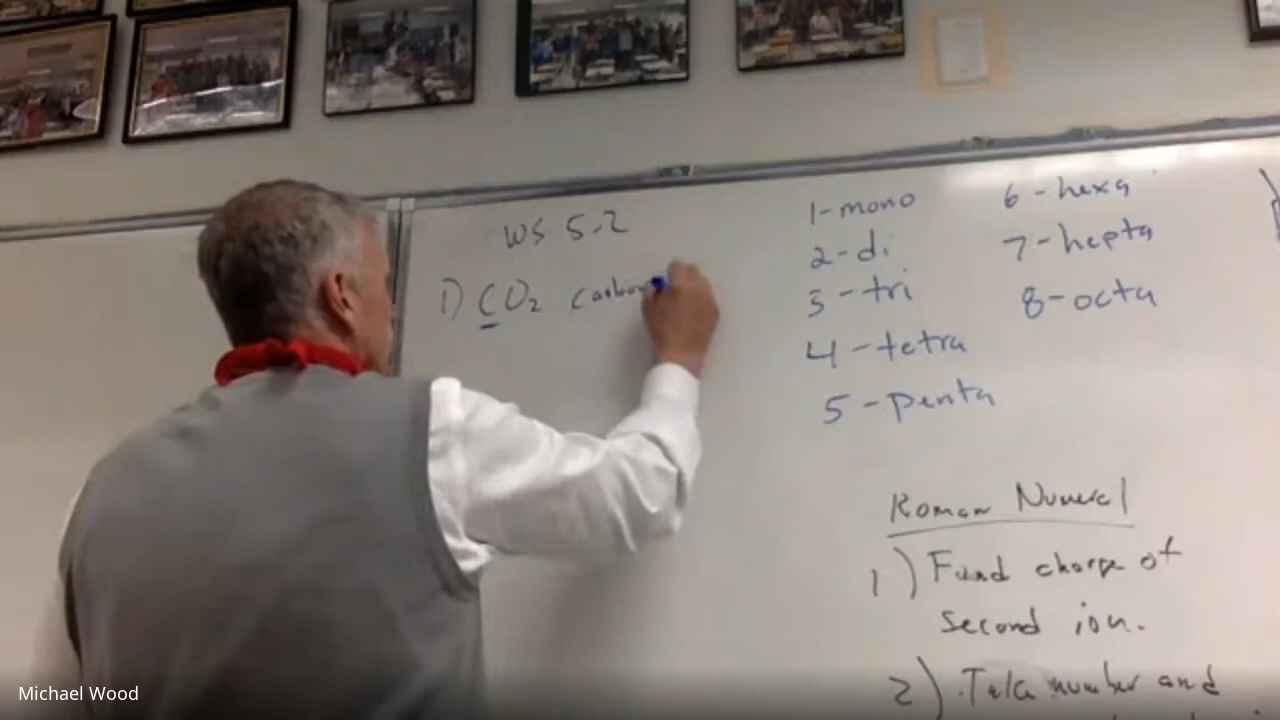 WS 5-2
1) CO2 carbon
1-mono
2-di
3-tri
4-tetra
5-penta
6-hexa
7-hepta
8-octa
Roman Numeral
1) Find charge of
second ion.
2) Take number and
Michael Wood